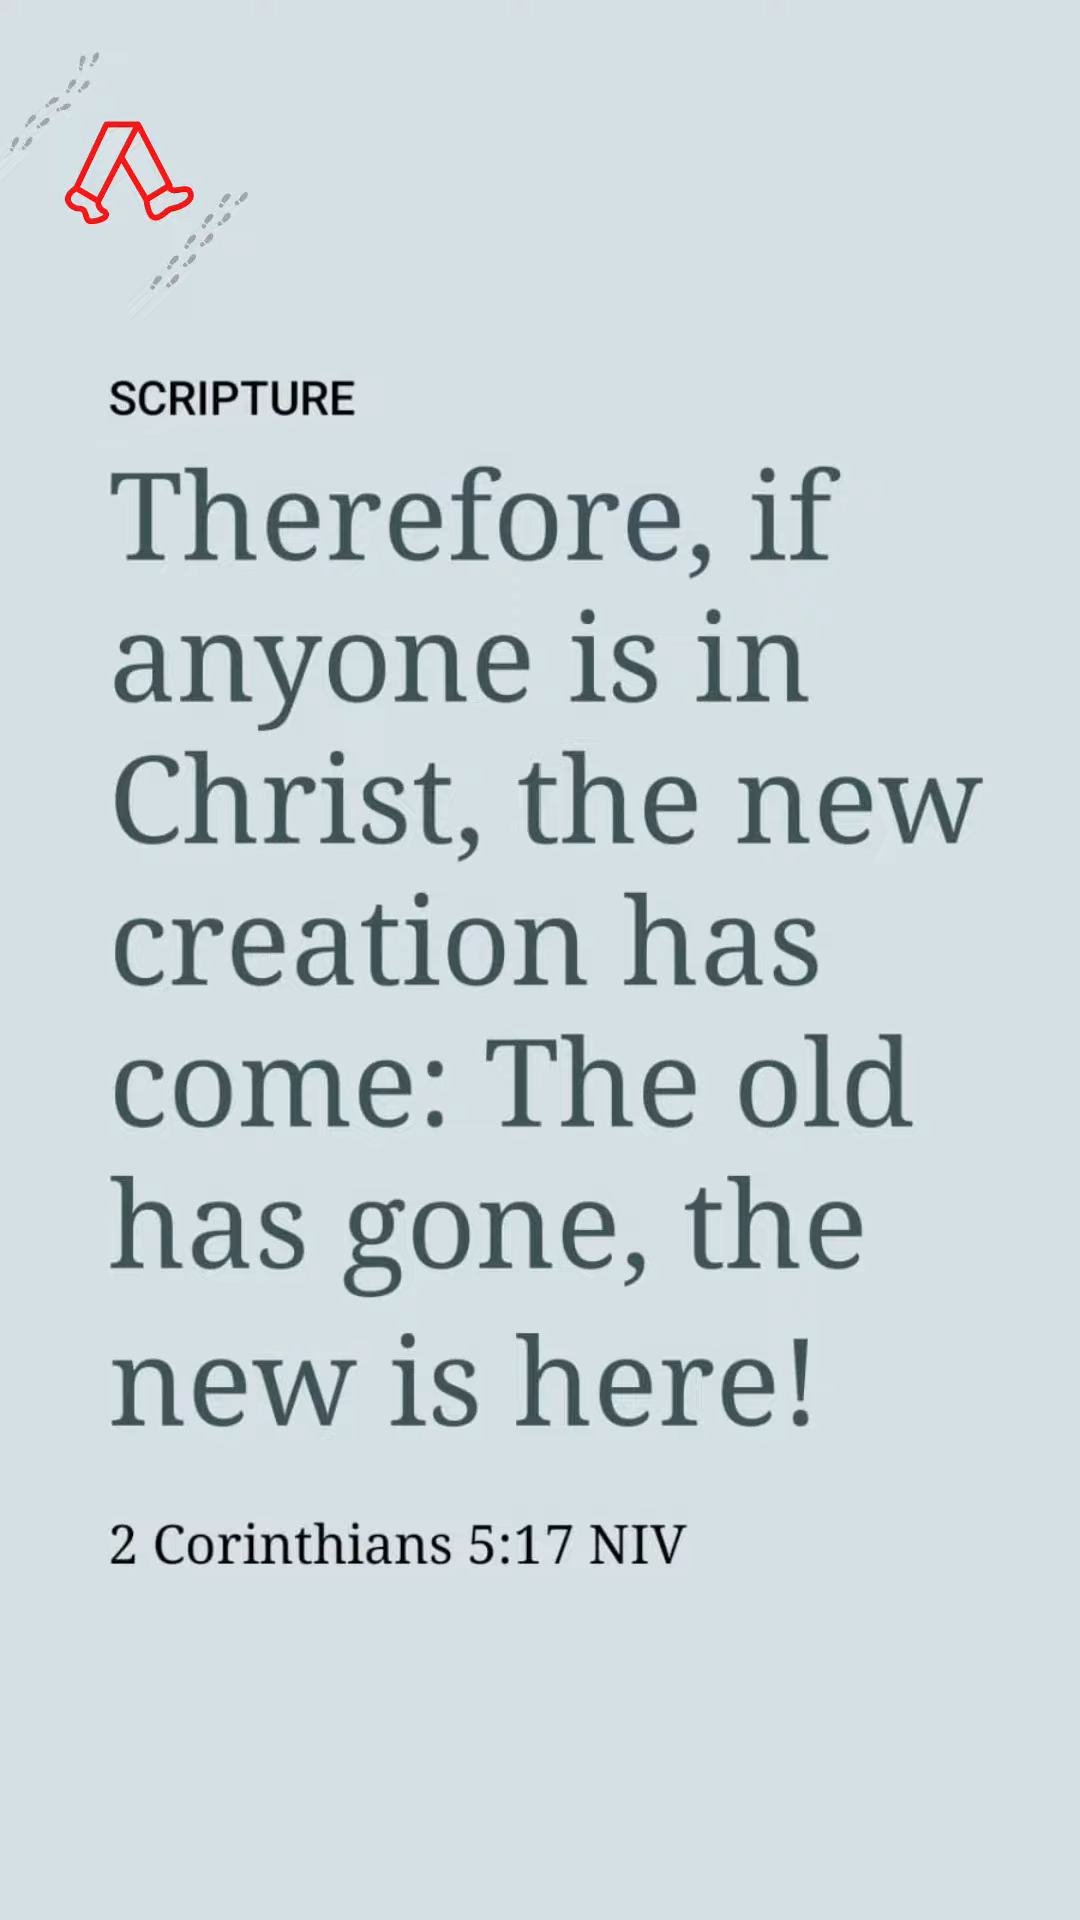 SCRIPTURE
Therefore, if
anyone is in
Christ, the new
creation has
come: The old
has gone, the
new is here!
2 Corinthians 5:17 NIV